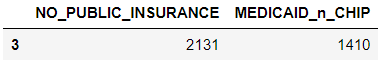 NO_PUBLIC_INSURANCE MEDICAID_n_CHIP
3 2131 1410